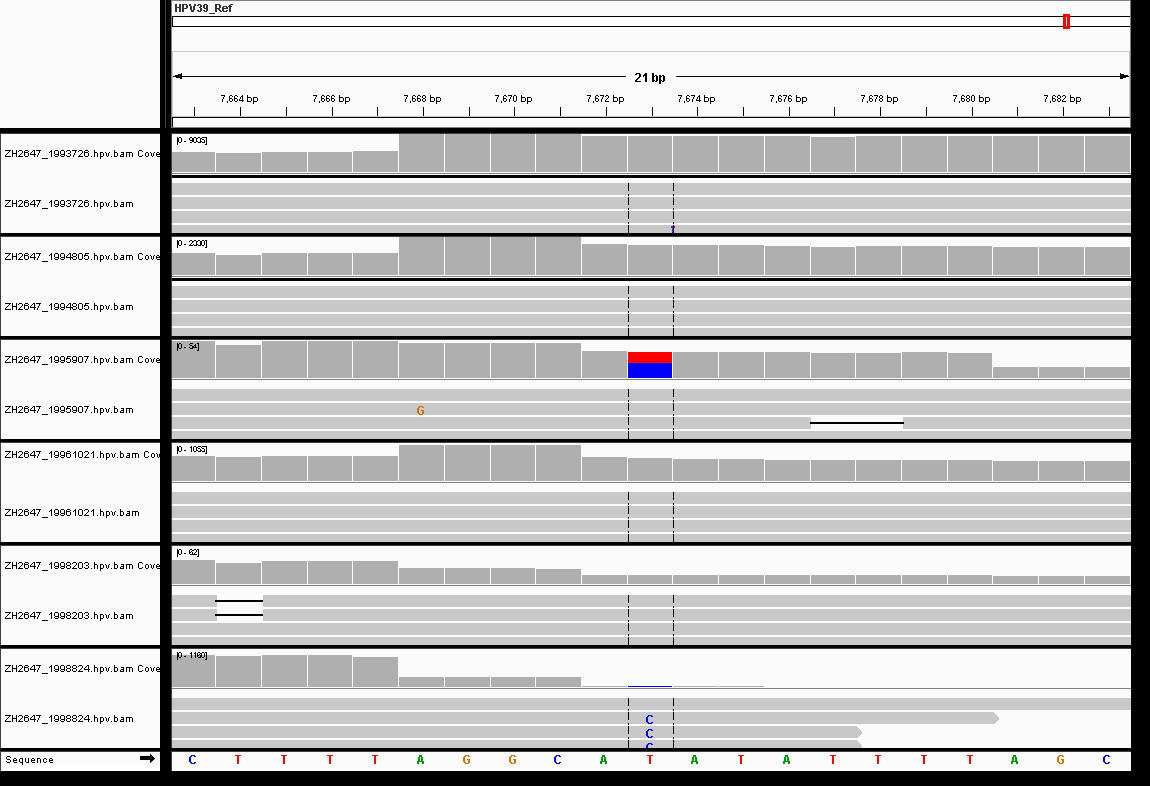 HPV39_Ref
21 bp
7,664 bp 7,666 bp 7,668 bp 7,670 bp 7,672 bp 7,674 bp 7,676 bp 7,678 bp 7,680 bp 7,682 bp
[0 - 9035]
ZH2647_1993726.hpv.bam Cove
ZH2647_1993726.hpv.bam
[0 - 2330]
ZH2647_1994805.hpv.bam Cove
ZH2647_1994805.hpv.bam
[0 - 54]
ZH2647_1995907.hpv.bam Cove
ZH2647_1995907.hpv.bam G
[0 - 1055]
ZH2647_19961021.hpv.bam Cov
ZH2647_19961021.hpv.bam
[0 - 62]
ZH2647_1998203.hpv.bam Cove
ZH2647_1998203.hpv.bam
[0 - 1160]
ZH2647_1998824.hpv.bam Cove
ZH2647_1998824.hpv.bam C
C
C
Sequence C T T T T A G G C A T A T A T T T T A G C